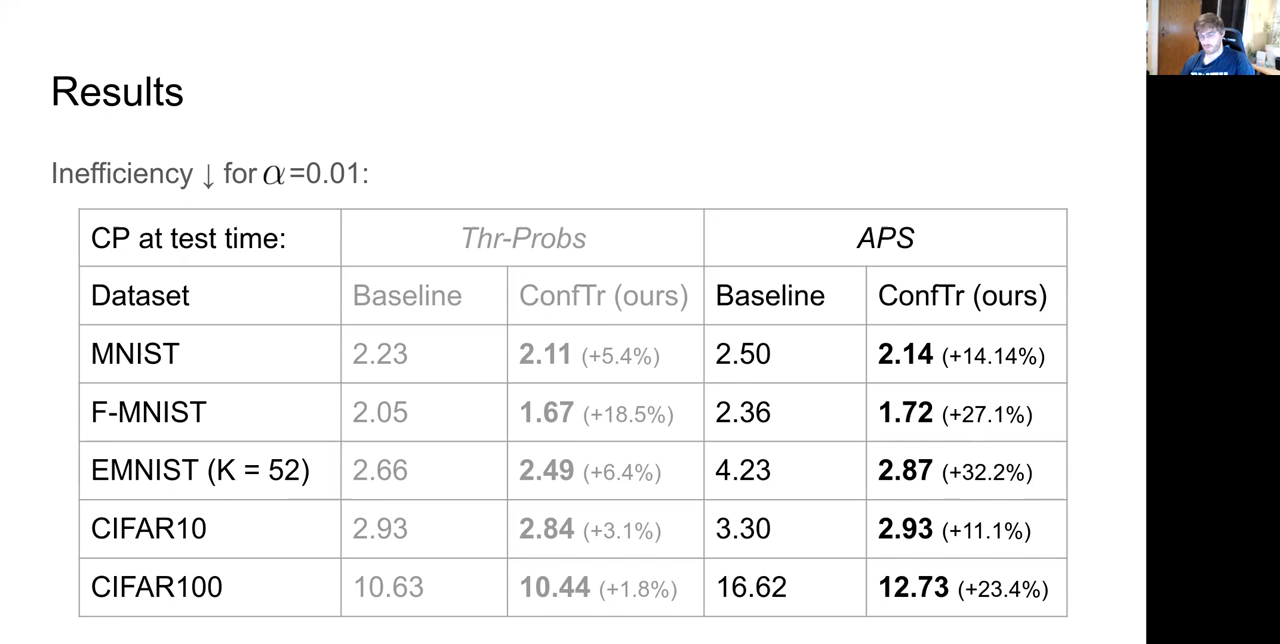 Results
Inefficiency ↓ for α=0.01:
CP at test time: Thr-Probs APS
Dataset Baseline ConfTr (ours) Baseline ConfTr (ours)
MNIST 2.23 2.11 (+5.4%) 2.50 2.14 (+14.14%)
F-MNIST 2.05 1.67 (+18.5%) 2.36 1.72 (+27.1%)
EMNIST (K = 52) 2.66 2.49 (+6.4%) 4.23 2.87 (+32.2%)
CIFAR10 2.93 2.84 (+3.1%) 3.30 2.93 (+11.1%)
CIFAR100 10.63 10.44 (+1.8%) 16.62 12.73 (+23.4%)